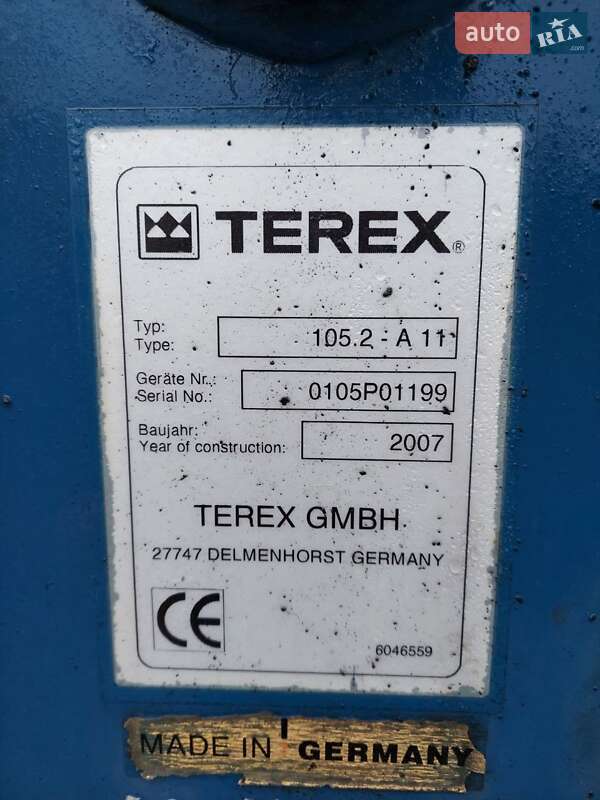 auto RIA.com
TEREX®
Typ:
Type: 105.2 - A 11
Geräte Nr.:
Serial No.: 0105P01199
Baujahr:
Year of construction: 2007
TEREX GMBH
27747 DELMENHORST GERMANY
CE
6046559
MADE IN GERMANY